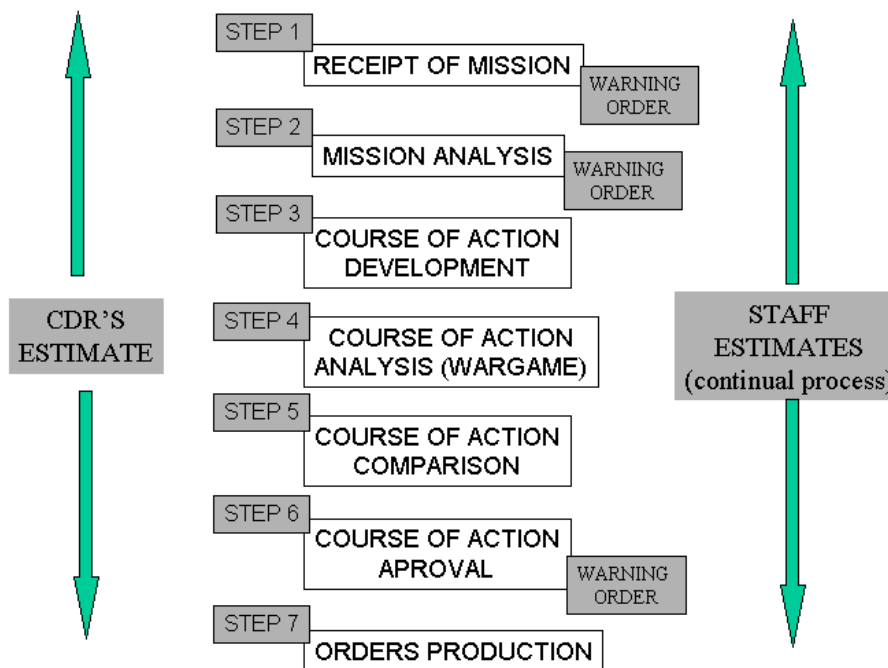 STEP 1
RECEIPT OF MISSION
WARNING
ORDER
STEP 2
MISSION ANALYSIS
WARNING
ORDER
STEP 3
COURSE OF ACTION
DEVELOPMENT
CDR'S
ESTIMATE
STEP 4
COURSE OF ACTION
ANALYSIS (WARGAME)
STAFF
ESTIMATES
(continual process)
STEP 5
COURSE OF ACTION
COMPARISON
STEP 6
COURSE OF ACTION
APROVAL
WARNING
ORDER
STEP 7
ORDERS PRODUCTION